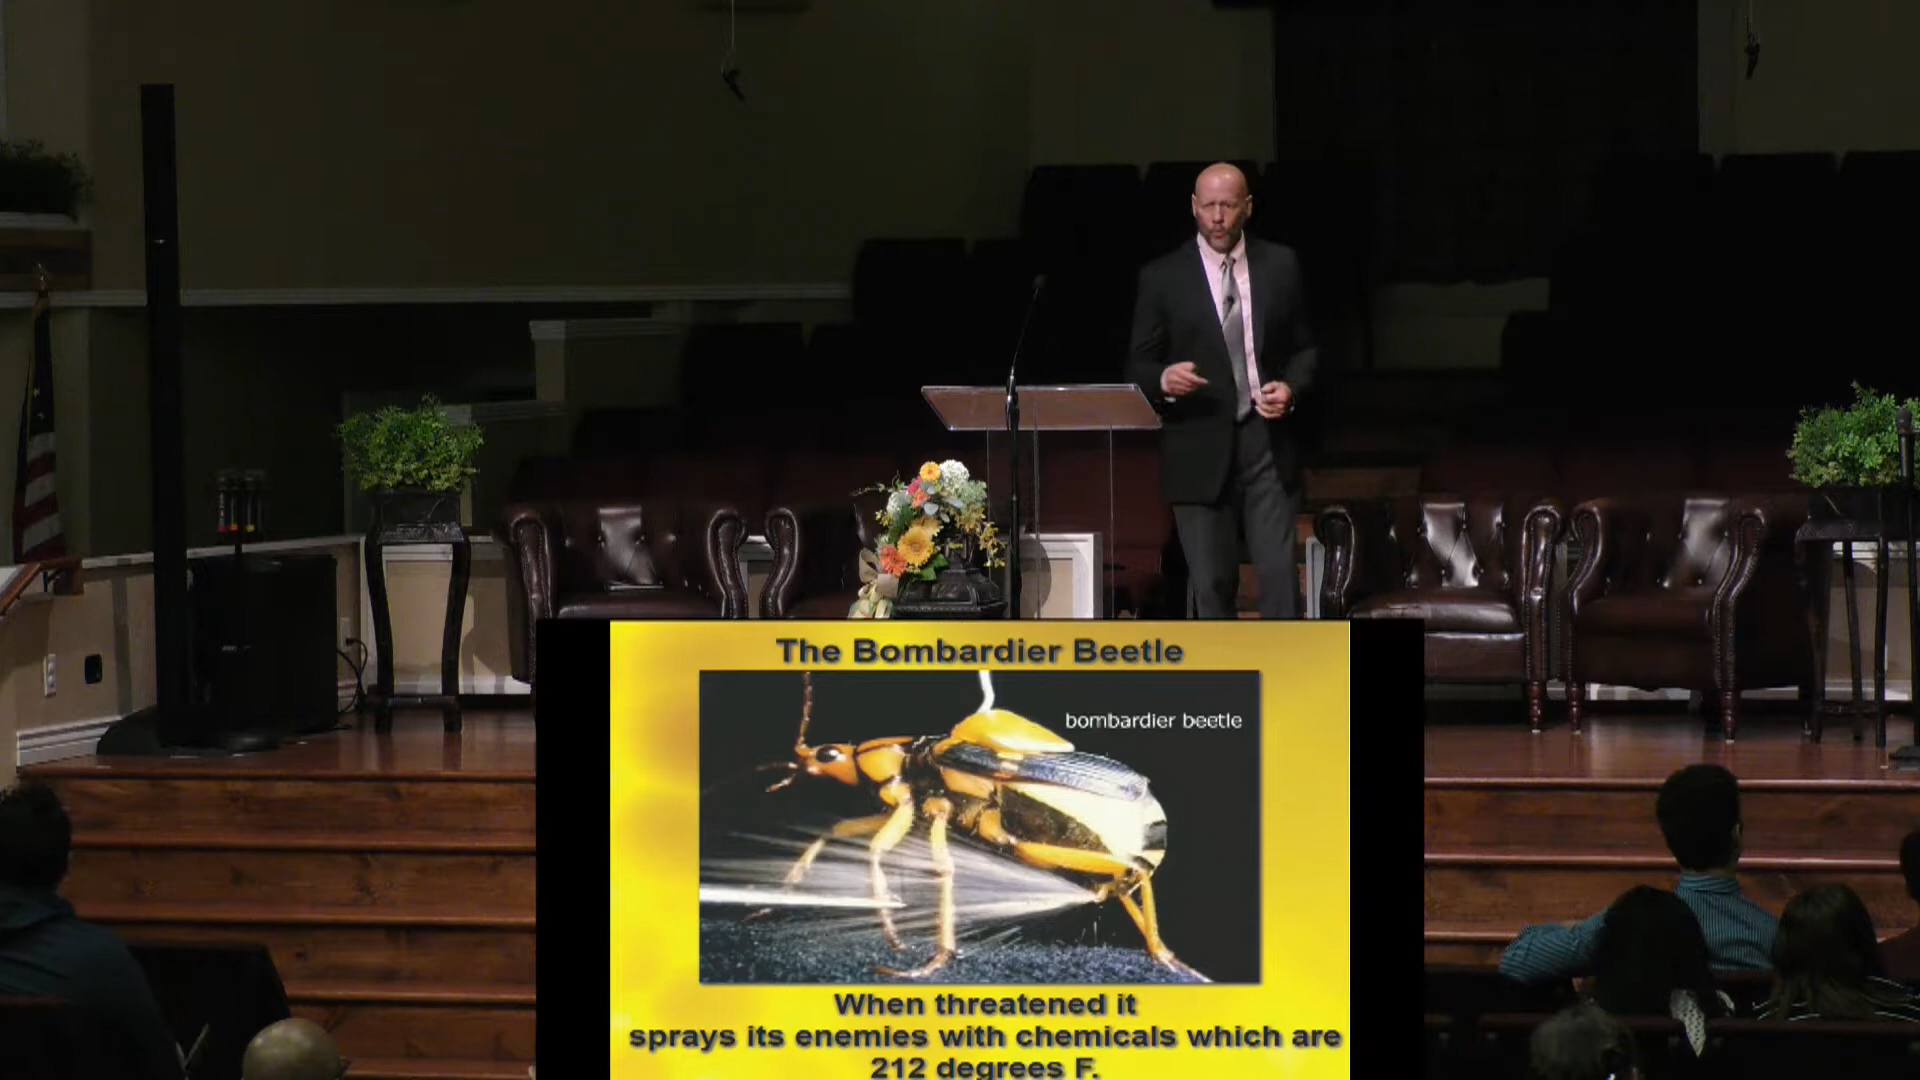 The Bombardier Beetle
bombardier beetle
When threatened it
sprays its enemies with chemicals which are
212 degrees F.